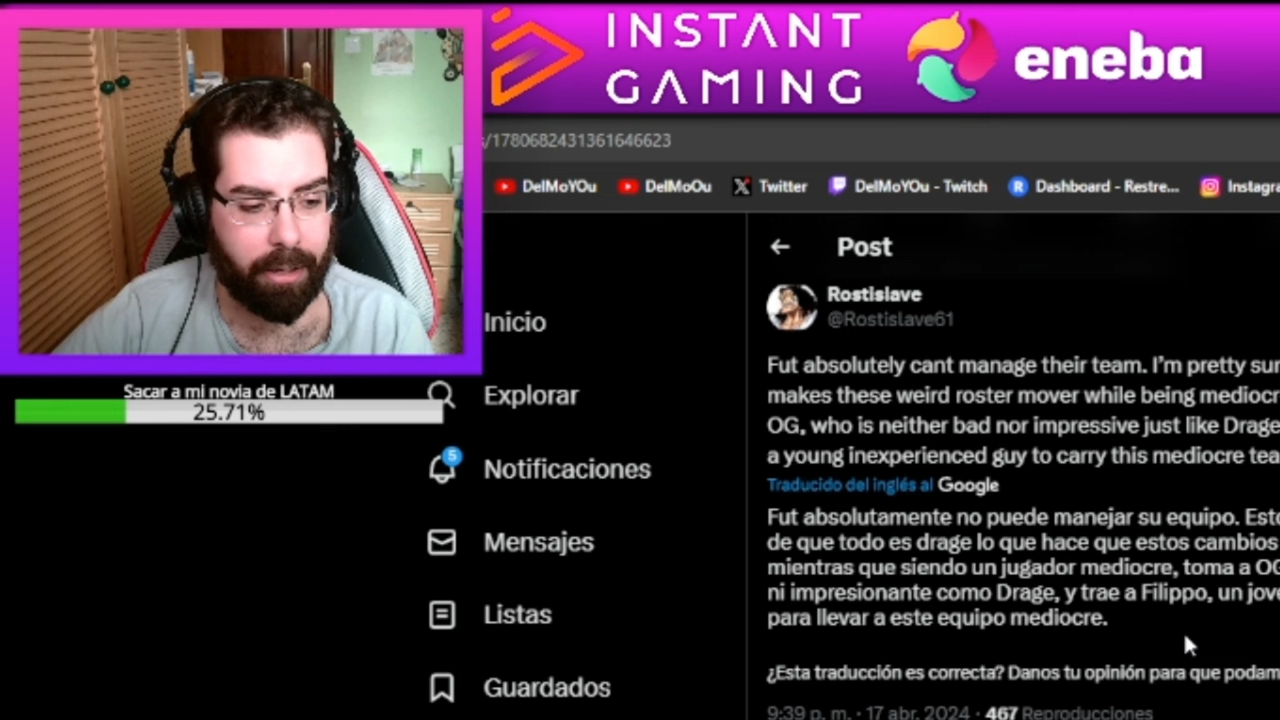 INSTANT
GAMING
eneba
/1780682431361646623
DelMoYOu
DelMoOu
Twitter
DelMoYOu - Twitch
Dashboard - Restre...
Instagra
Post
Rostislave
@Rostislave61
Inicio
Fut absolutely cant manage their team. I’m pretty sur
makes these weird roster mover while being mediocr
OG, who is neither bad nor impressive just like Drage
a young inexperienced guy to carry this mediocre tea
Traducido del inglés al Google
Fut absolutamente no puede manejar su equipo. Esto
de que todo es drage lo que hace que estos cambios
mientras que siendo un jugador mediocre, toma a OG
ni impresionante como Drage, y trae a Filippo, un jove
para llevar a este equipo mediocre.
¿Esta traducción es correcta? Danos tu opinión para que podam
9:39 p. m. · 17 abr. 2024 · 467 Reproducciones
Sacar a mi novia de LATAM
25.71%
Explorar
5
Notificaciones
Mensajes
Listas
Guardados